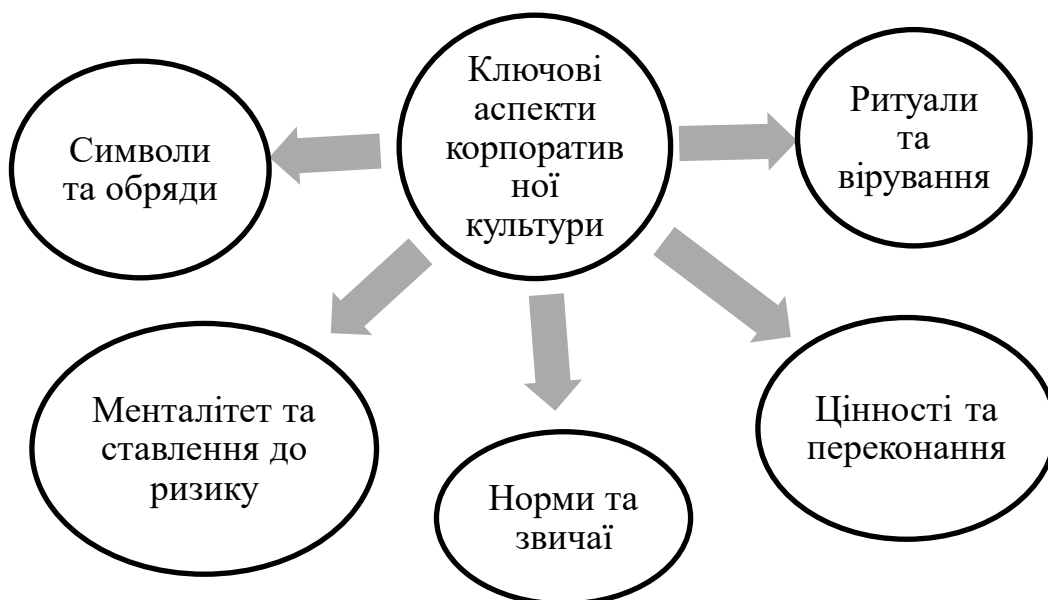 Ключові
аспекти
корпоратив
ної
культури
Символи
та обряди
Ритуали
та
вірування
Менталітет та
ставлення до
ризику
Норми та
звичаї
Цінності та
переконання